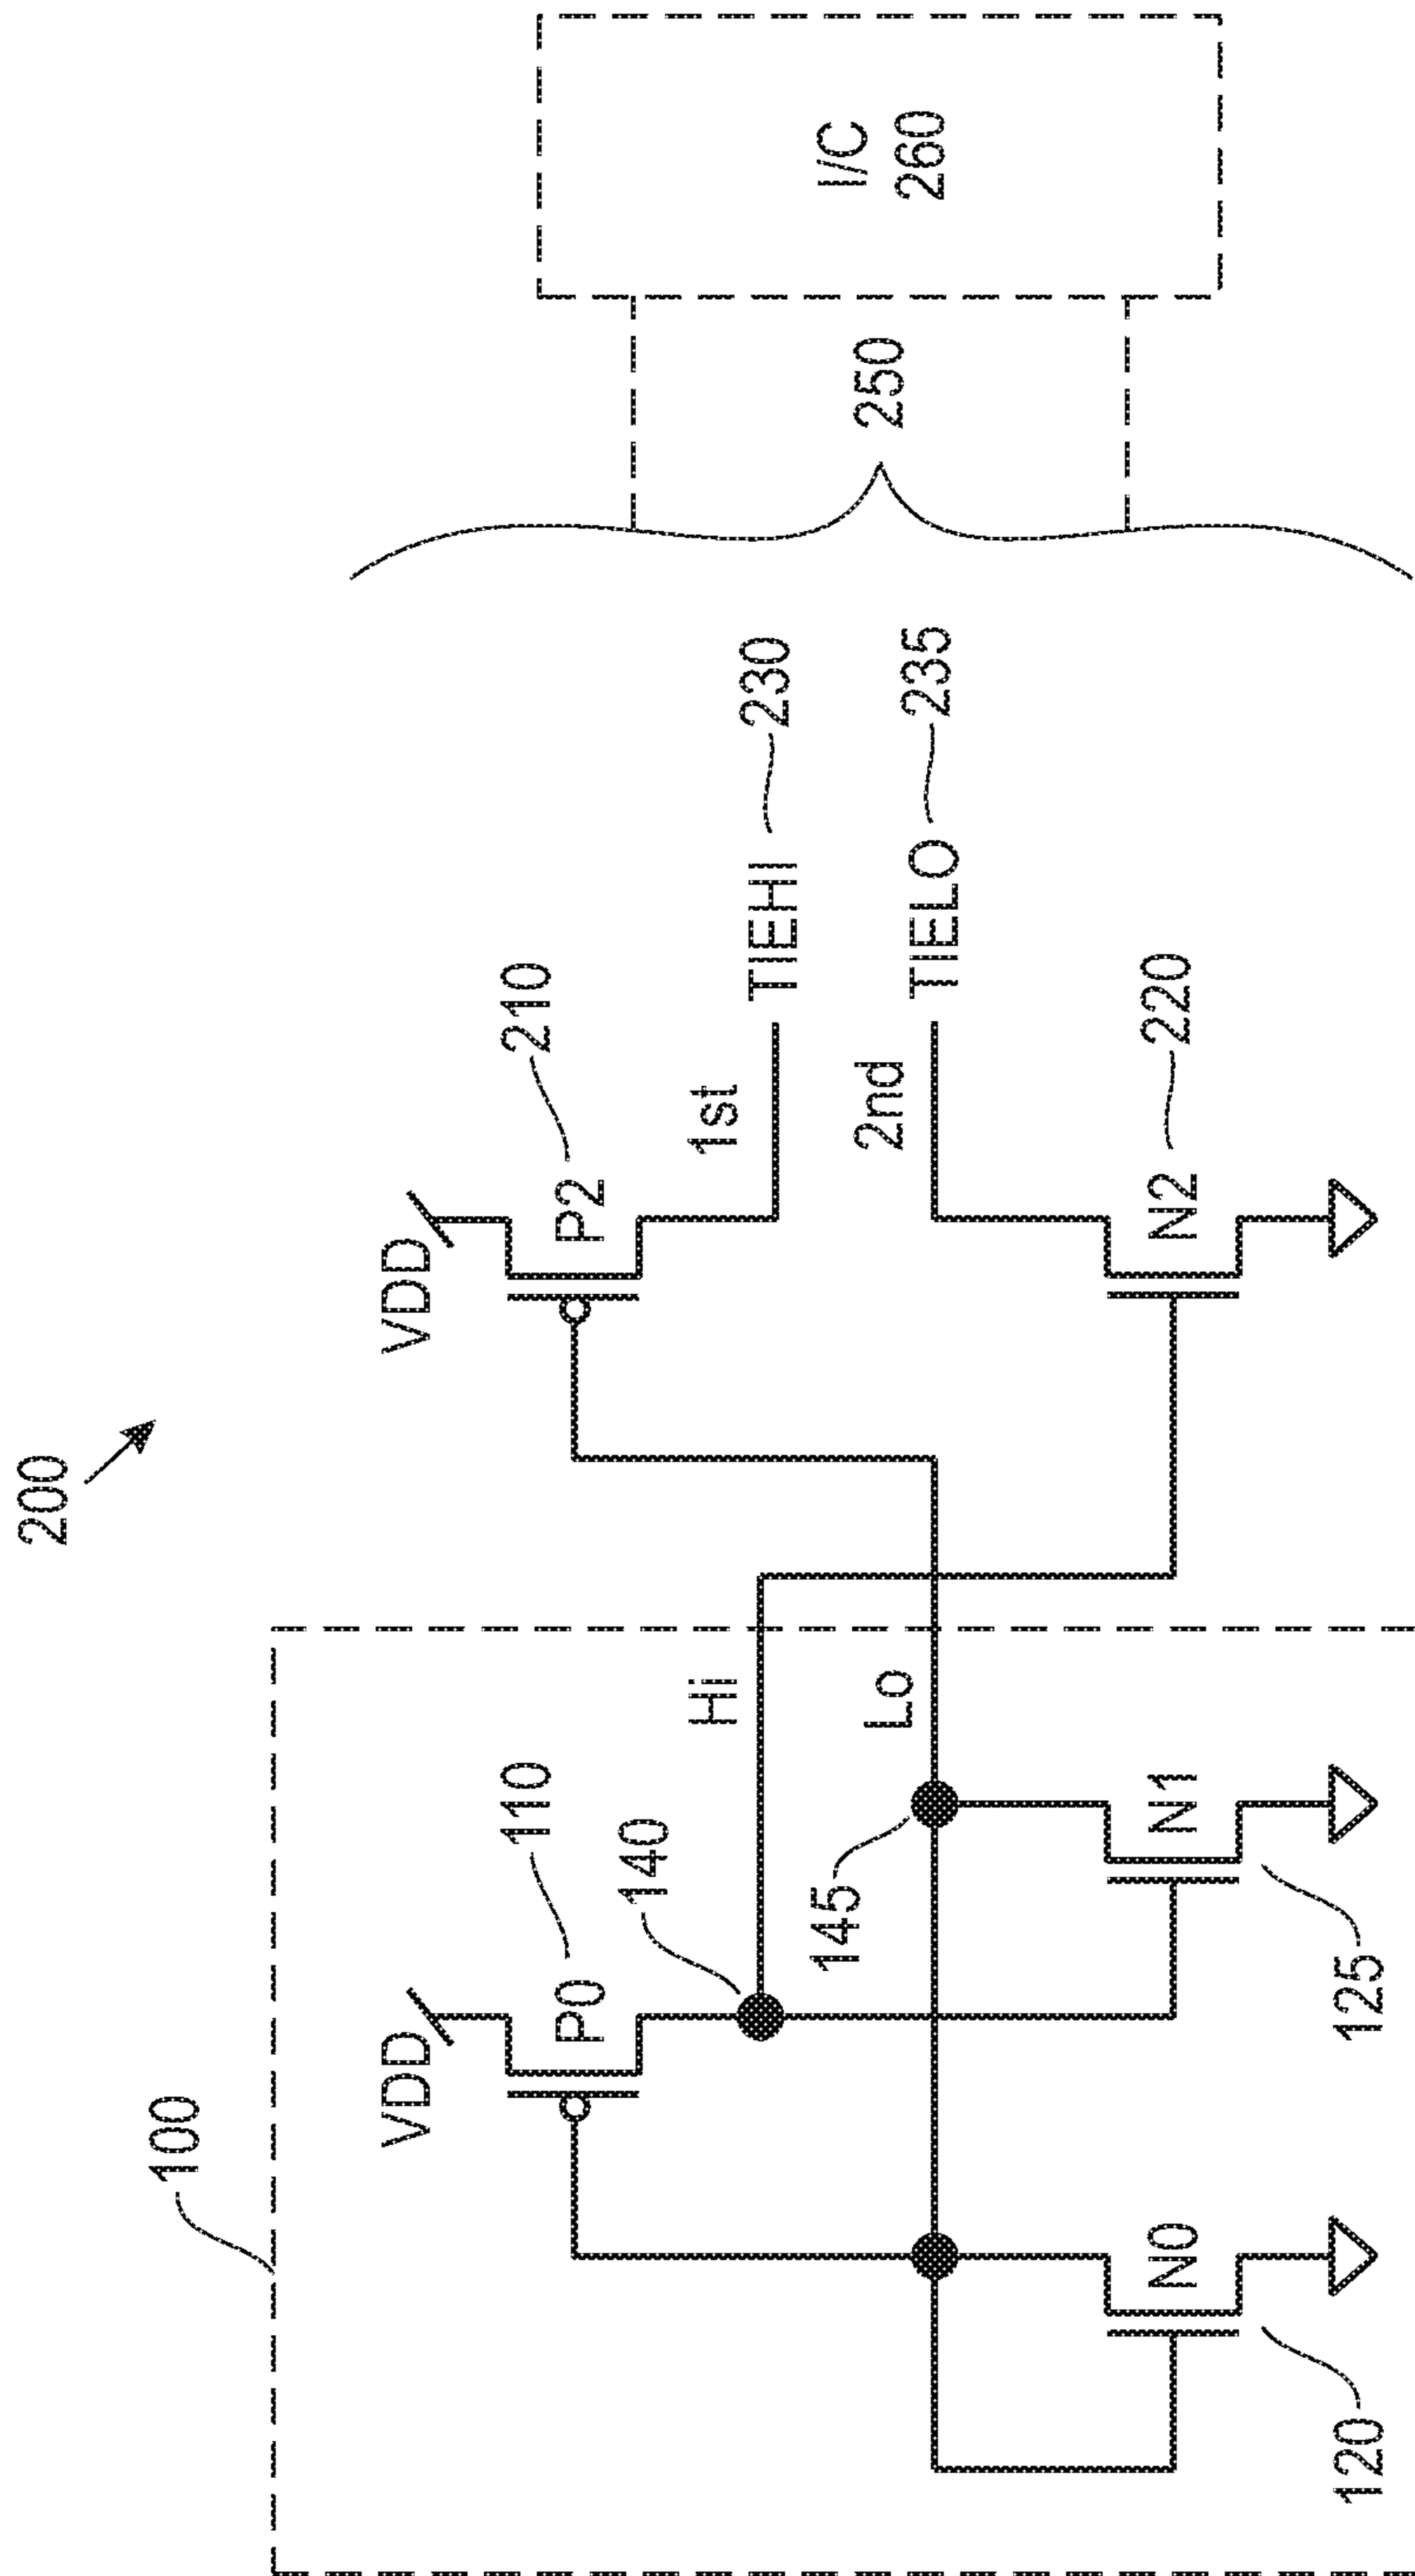 200
100
VDD
P0
110
140
Hi
145
Lo
N0
120
N1
125
VDD
P2
210
1st
TIEHI
230
2nd
TIELO
235
N2
220
250
I/C
260